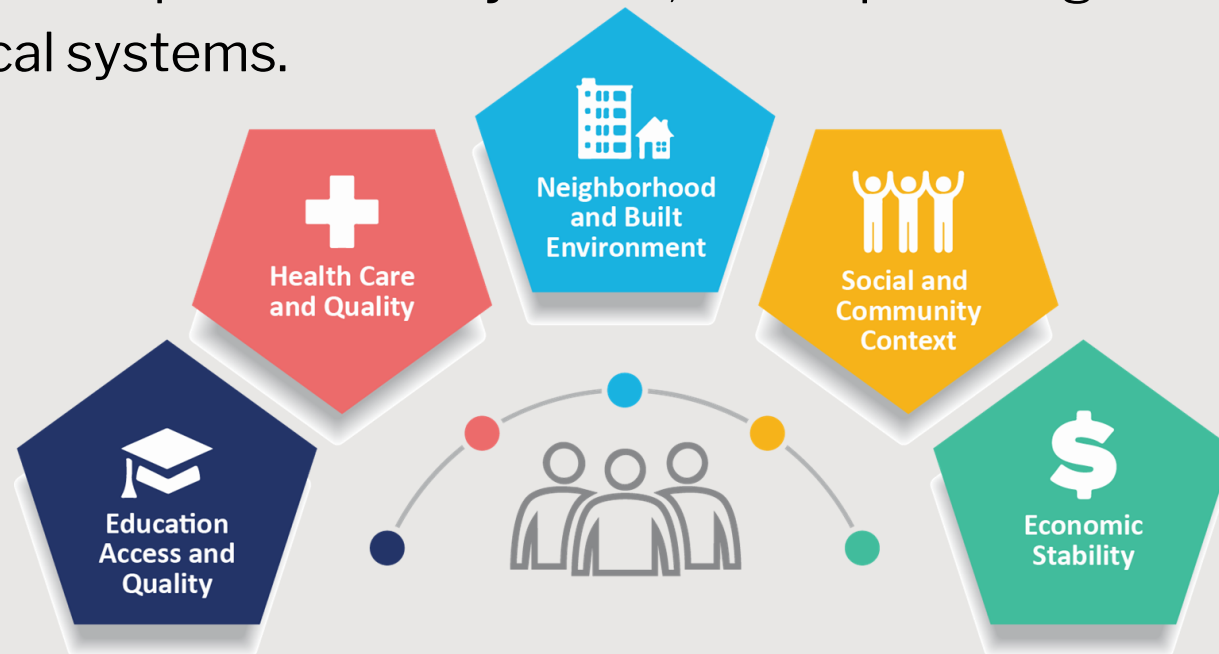 cal systems.
Education
Access and
Quality
Health Care
and Quality
Neighborhood
and Built
Environment
Social and
Community
Context
Economic
Stability